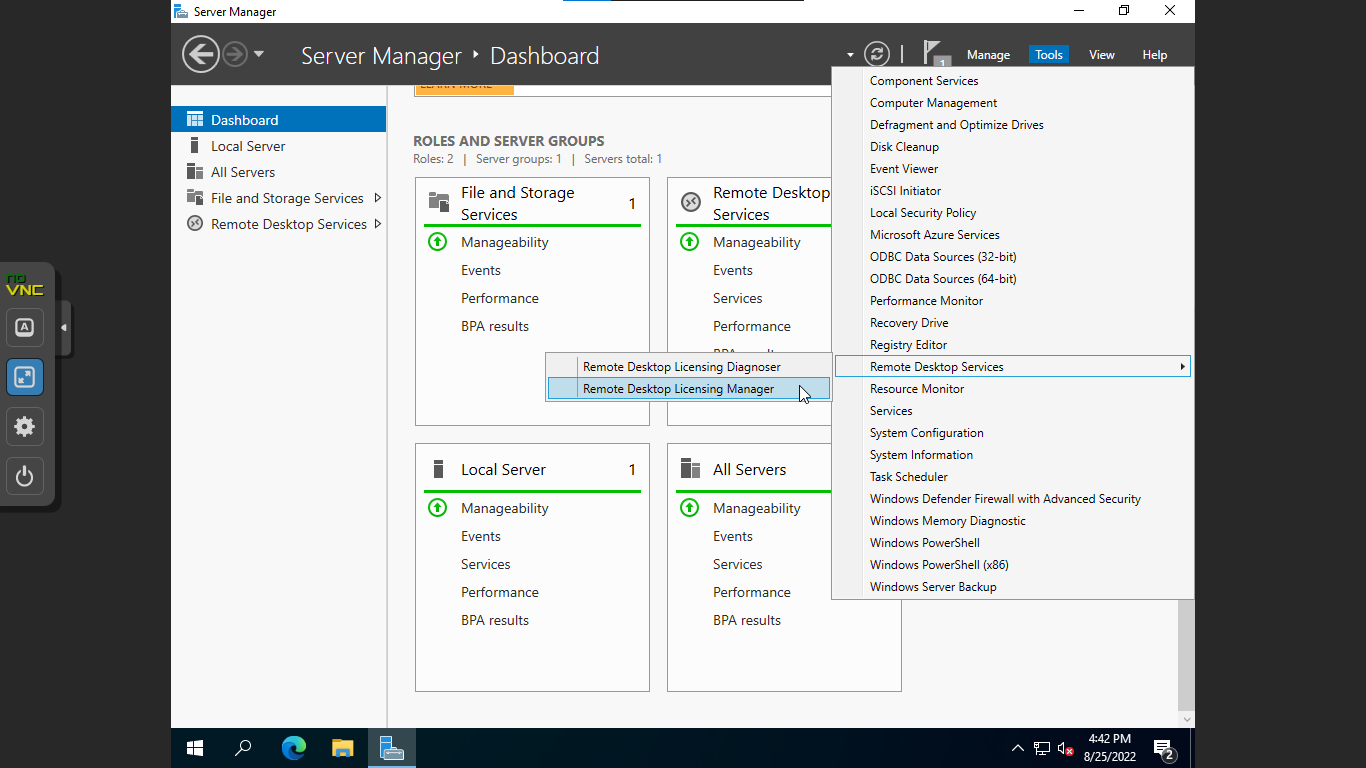 Server Manager
Server Manager ‣ Dashboard
1
Manage
Tools
View
Help
Dashboard
Local Server
All Servers
File and Storage Services
Remote Desktop Services
LEARN MORE
ROLES AND SERVER GROUPS
Roles: 2 | Server groups: 1 | Servers total: 1
File and Storage
Services
1
Manageability
Events
Performance
BPA results
Remote Desktop
Services
Manageability
Events
Services
Performance
BPA results
Local Server
1
Manageability
Events
Services
Performance
BPA results
All Servers
Manageability
Events
Services
Performance
BPA results
Remote Desktop Licensing Diagnoser
Remote Desktop Licensing Manager
Component Services
Computer Management
Defragment and Optimize Drives
Disk Cleanup
Event Viewer
iSCSI Initiator
Local Security Policy
Microsoft Azure Services
ODBC Data Sources (32-bit)
ODBC Data Sources (64-bit)
Performance Monitor
Recovery Drive
Registry Editor
Remote Desktop Services
Resource Monitor
Services
System Configuration
System Information
Task Scheduler
Windows Defender Firewall with Advanced Security
Windows Memory Diagnostic
Windows PowerShell
Windows PowerShell (x86)
Windows Server Backup
no
VNC
A
4:42 PM
8/25/2022
2